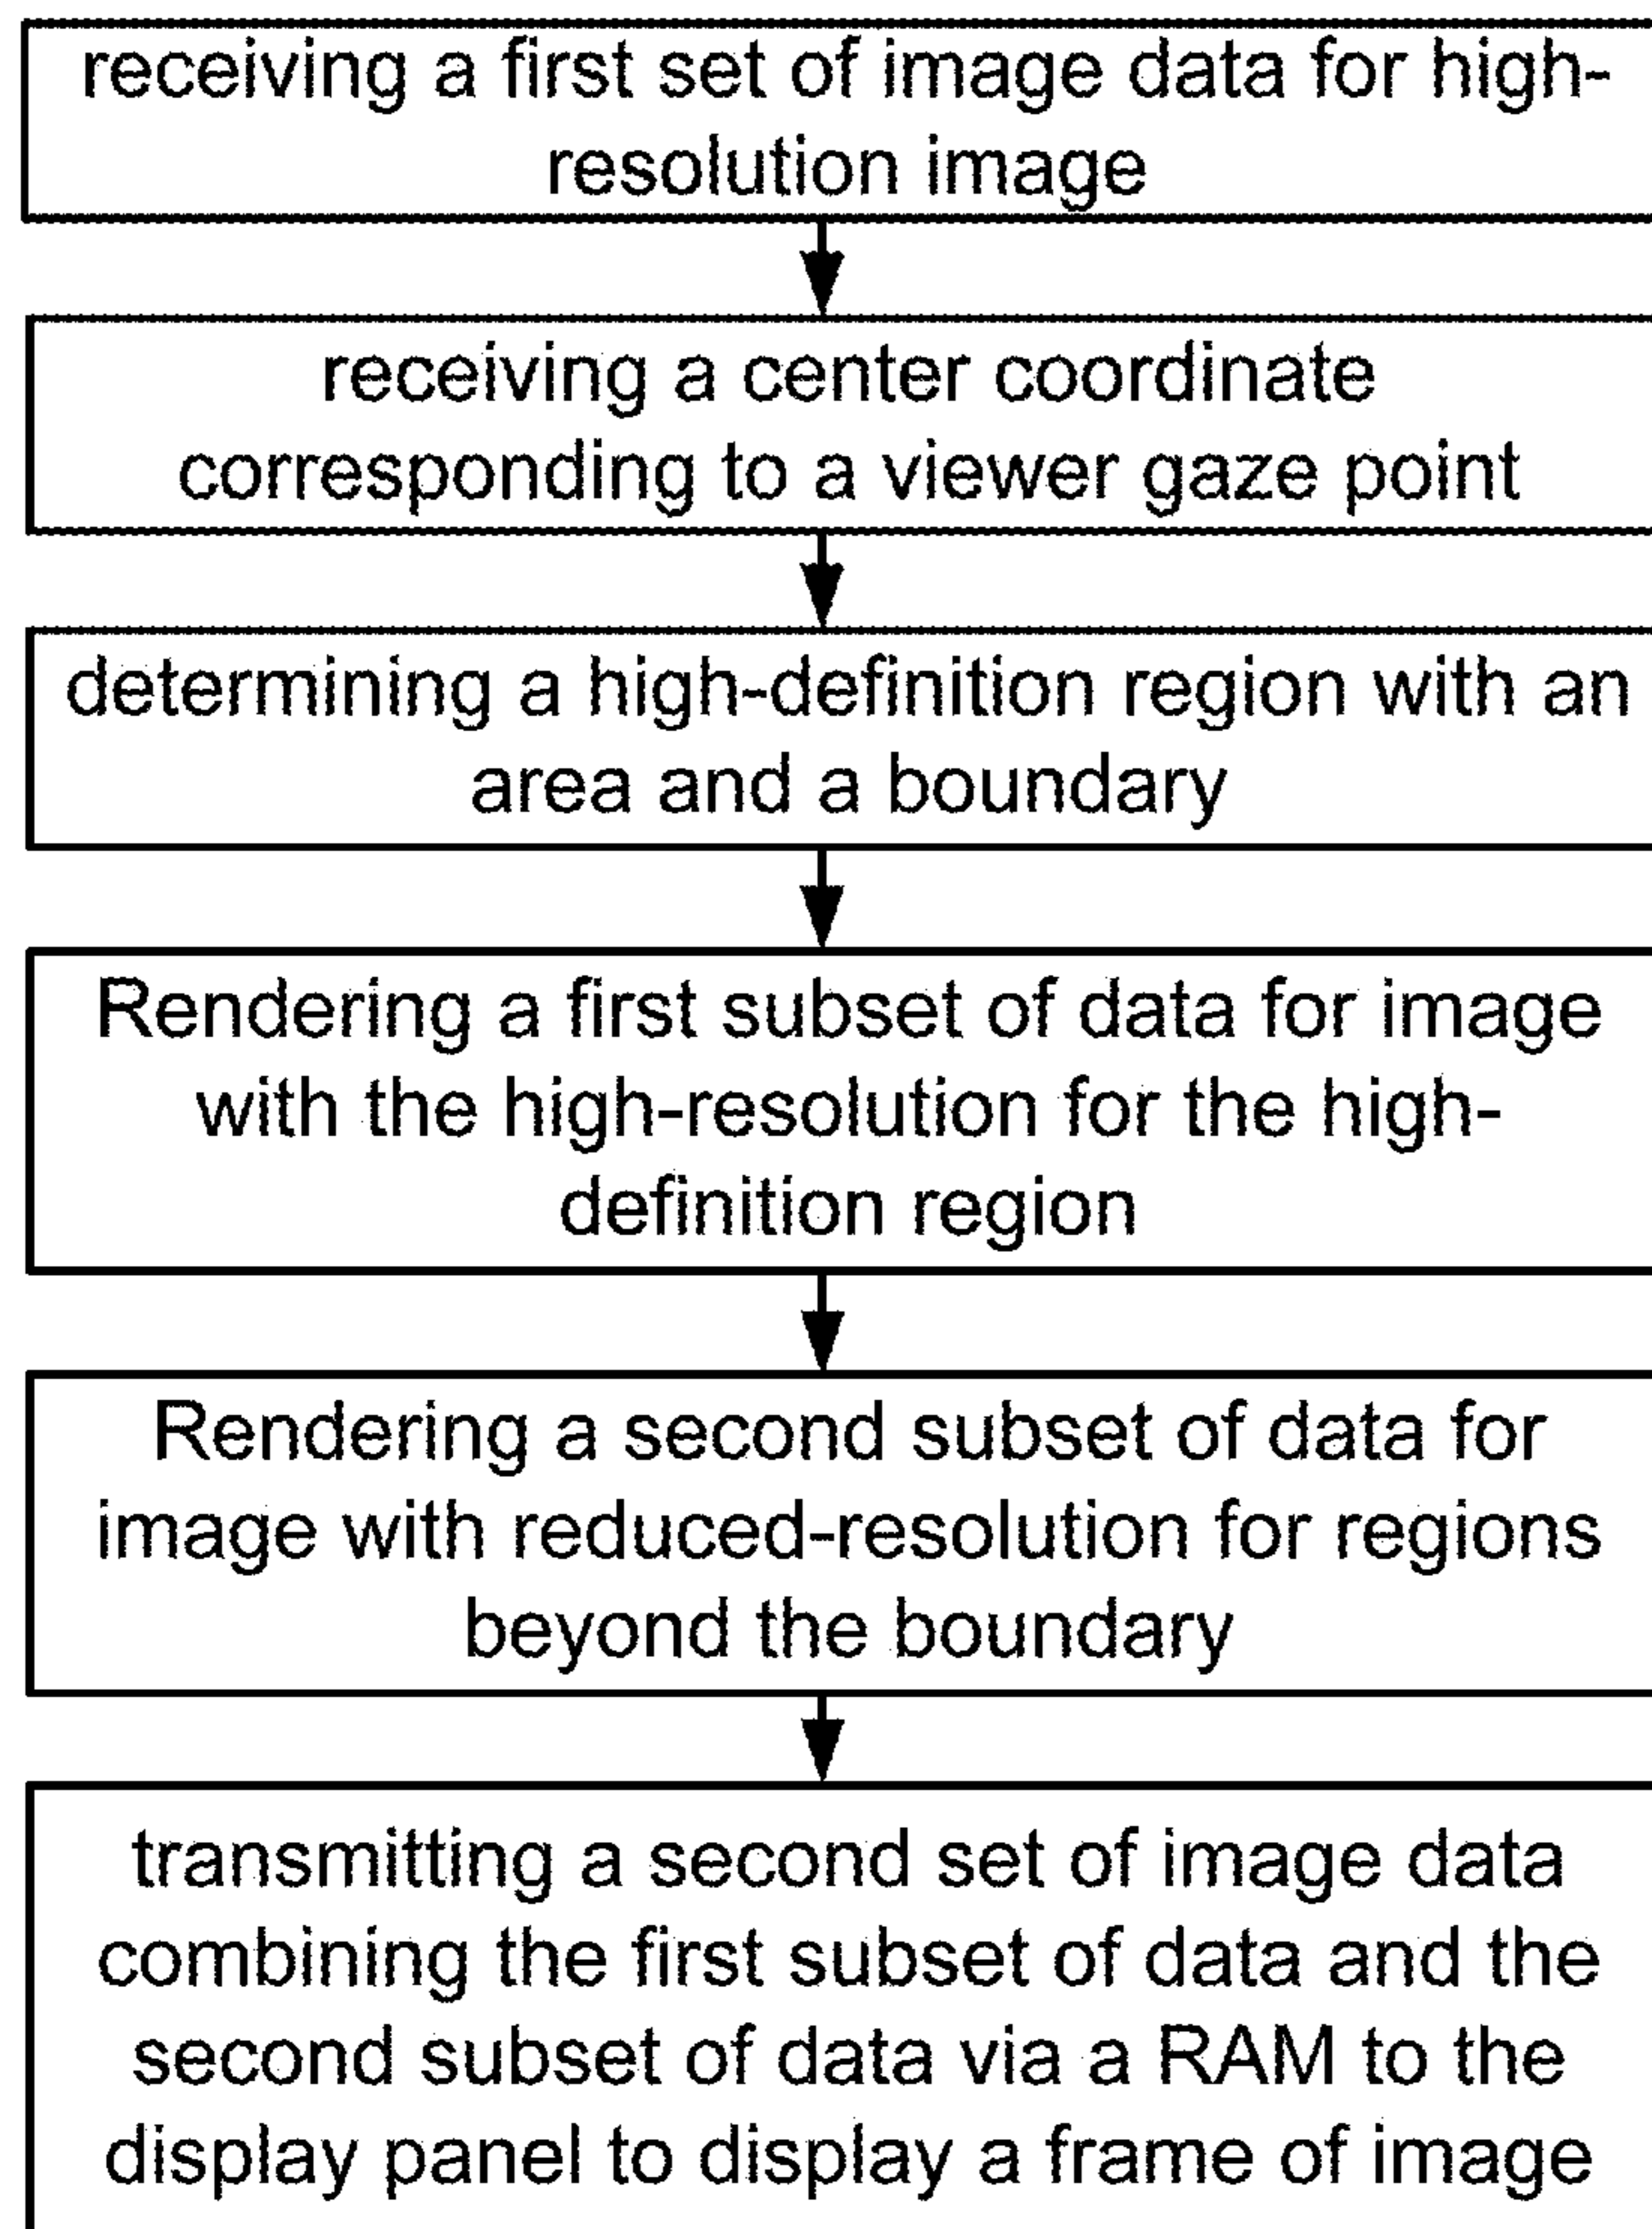 receiving a first set of image data for high-
resolution image
receiving a center coordinate
corresponding to a viewer gaze point
determining a high-definition region with an
area and a boundary
Rendering a first subset of data for image
with the high-resolution for the high-
definition region
Rendering a second subset of data for
image with reduced-resolution for regions
beyond the boundary
transmitting a second set of image data
combining the first subset of data and the
second subset of data via a RAM to the
display panel to display a frame of image